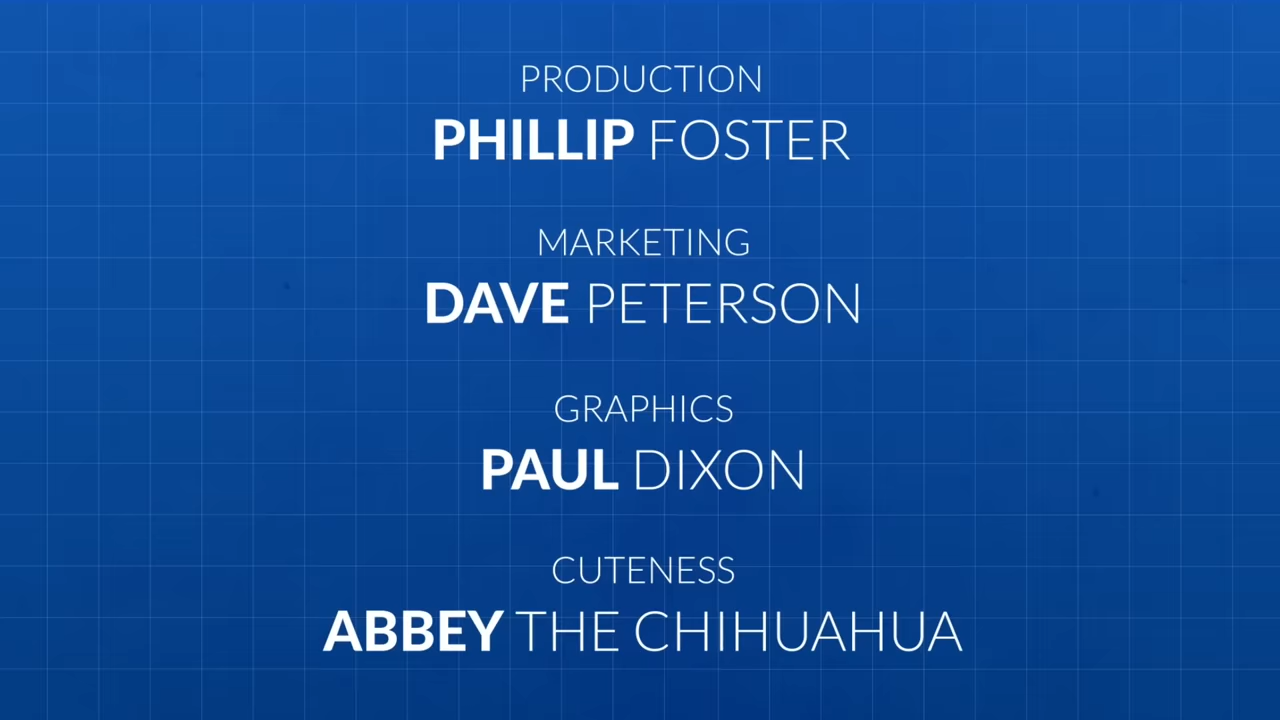 PRODUCTION
PHILLIP FOSTER
MARKETING
DAVE PETERSON
GRAPHICS
PAUL DIXON
CUTENESS
ABBEY THE CHIHUAHUA